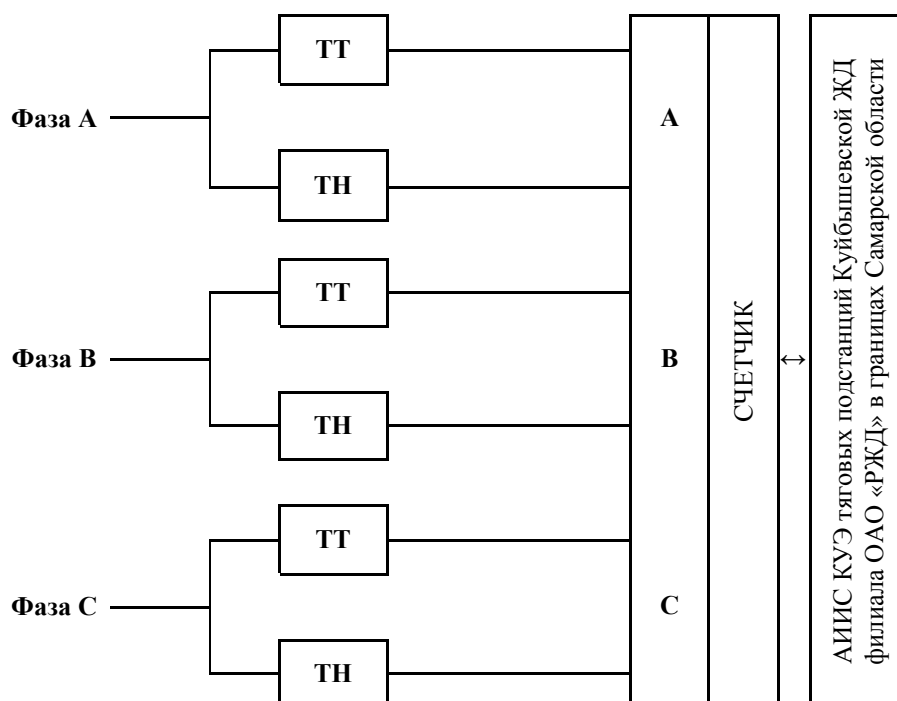 ТТ
Фаза А
А
ТН
ТТ
Фаза В
В
ТН
ТТ
Фаза С
С
ТН
СЧЕТЧИК
↔
АИИС КУЭ тяговых подстанций Куйбышевской ЖД
филиала ОАО «РЖД» в границах Самарской области